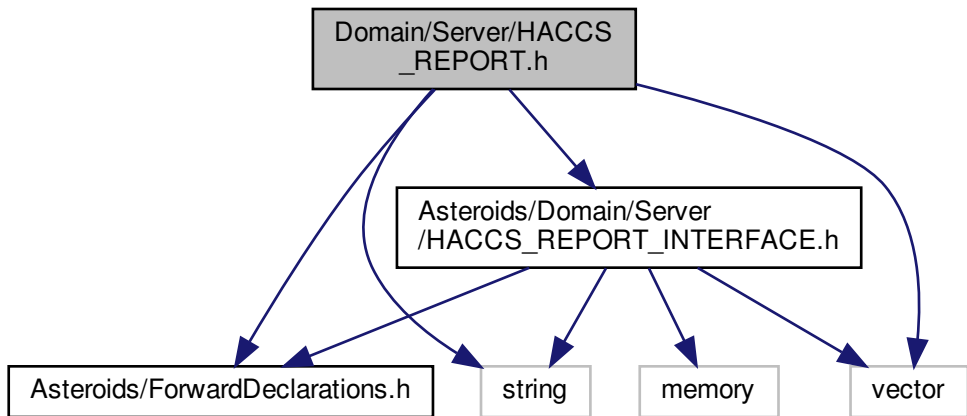 Domain/Server/HACCS
_REPORT.h
Asteroids/Domain/Server
/HACCS_REPORT_INTERFACE.h
Asteroids/ForwardDeclarations.h
string
memory
vector